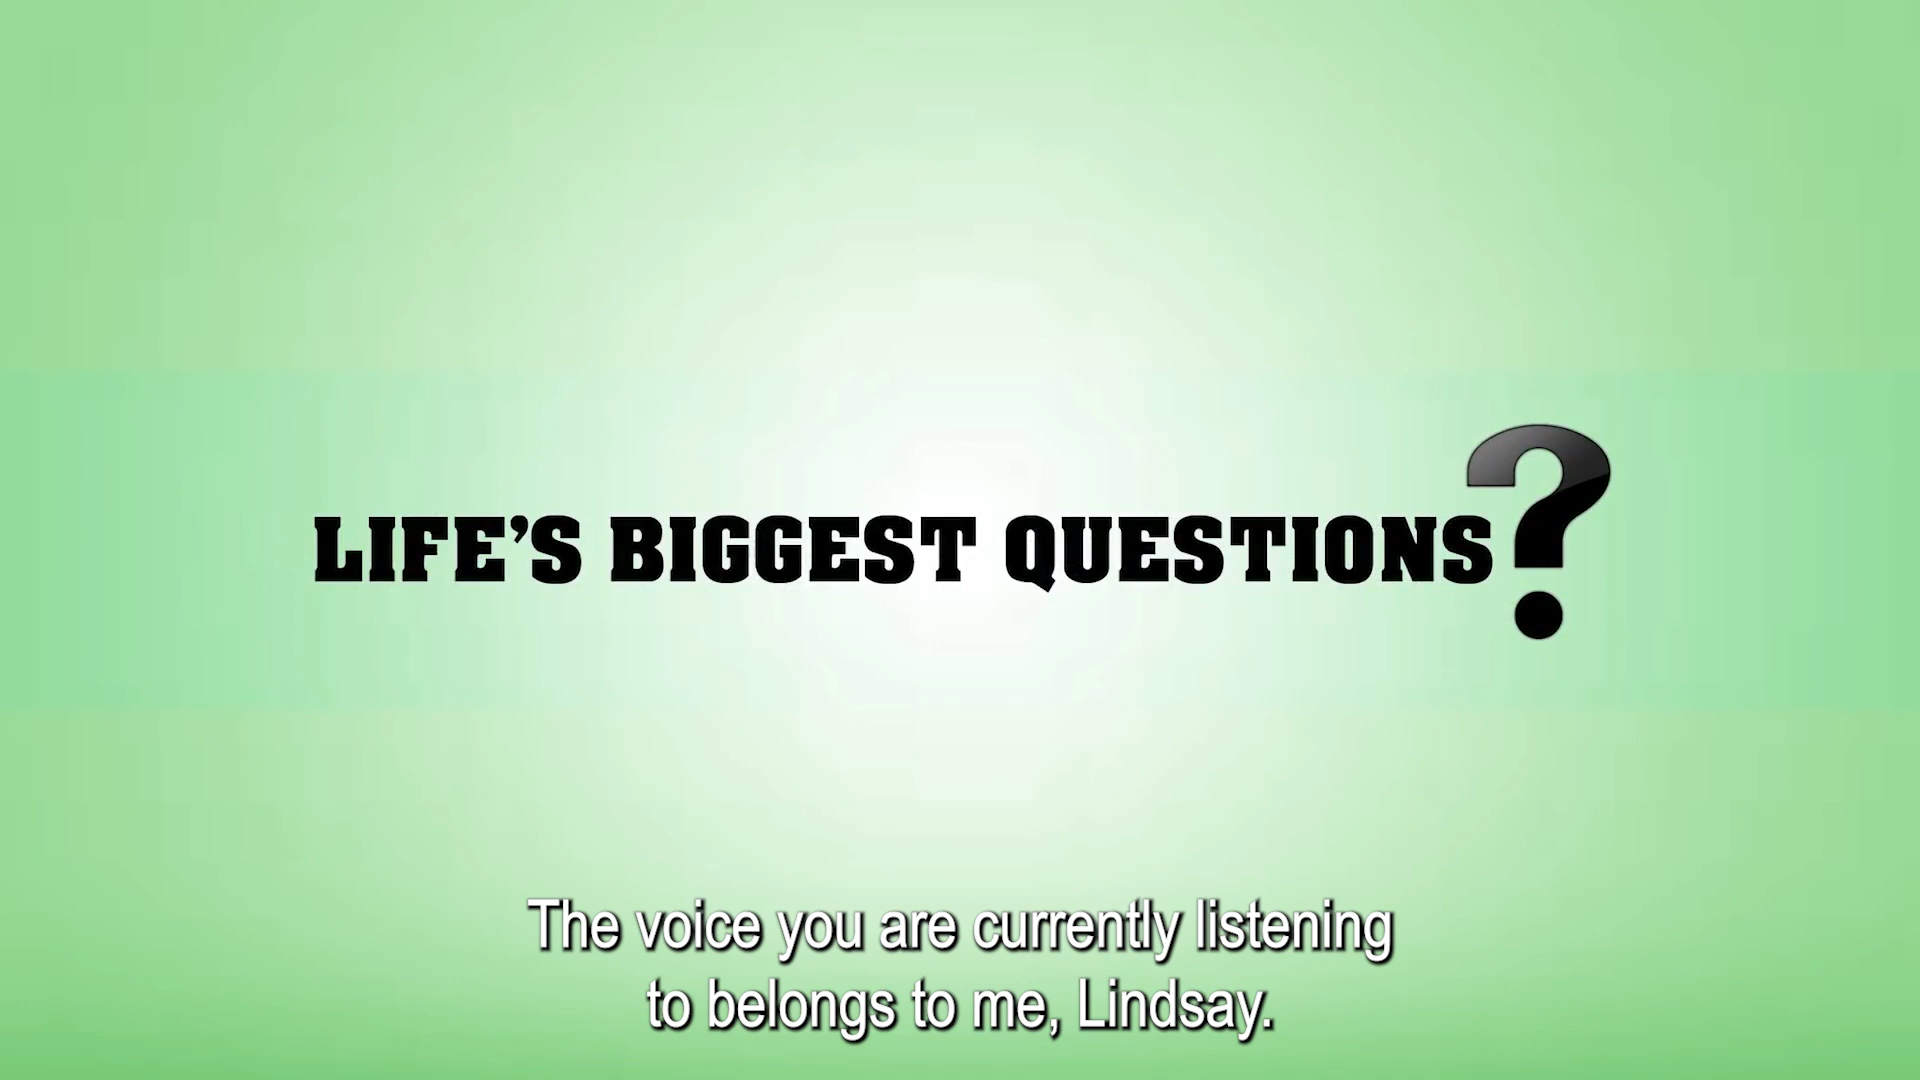 LIFE'S BIGGEST QUESTIONS?
The voice you are currently listening
to belongs to me, Lindsay.